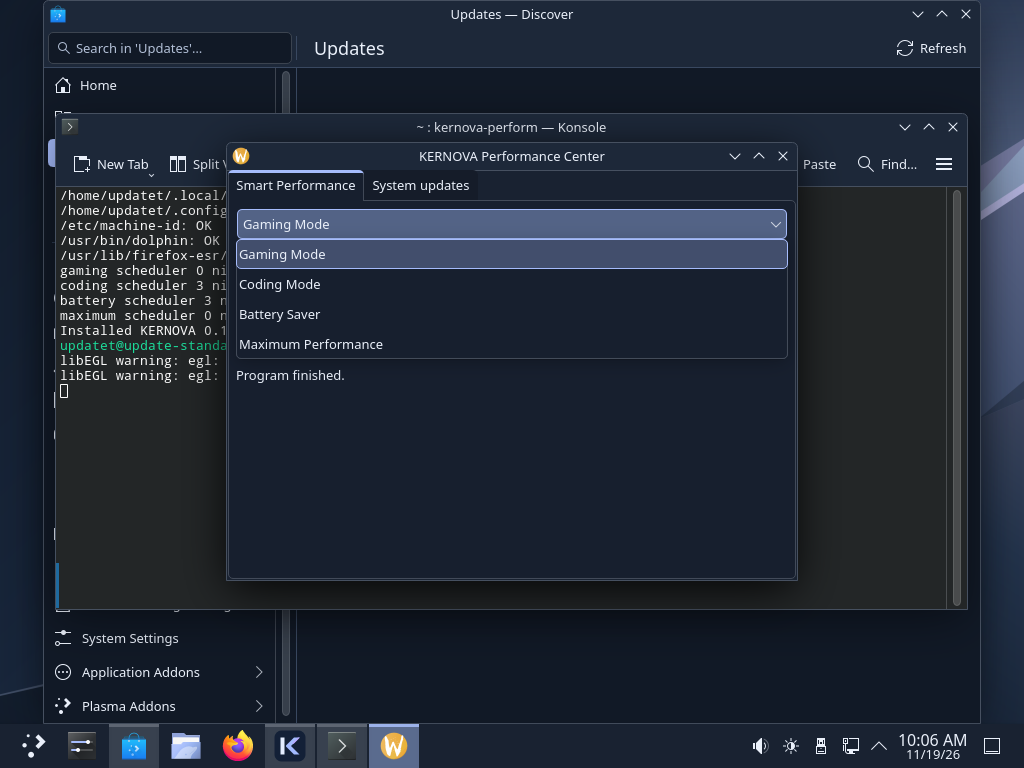 Updates — Discover
Search in 'Updates'...
Updates
Refresh
Home
~ : kernova-perform — Konsole
New Tab
Split
Paste
Find...
KERNOVA Performance Center
Smart Performance
System updates
Gaming Mode
Gaming Mode
Coding Mode
Battery Saver
Maximum Performance
Program finished.
/home/updatet/.local/
/home/updatet/.config
/etc/machine-id: OK
/usr/bin/dolphin: OK
/usr/lib/firefox-esr/
gaming scheduler 0 ni
coding scheduler 3 ni
battery scheduler 3 n
maximum scheduler 0 n
Installed KERNOVA 0.1
updatet@update-standa
libEGL warning: egl:
libEGL warning: egl:
System Settings
Application Addons
Plasma Addons
10:06 AM
11/19/26